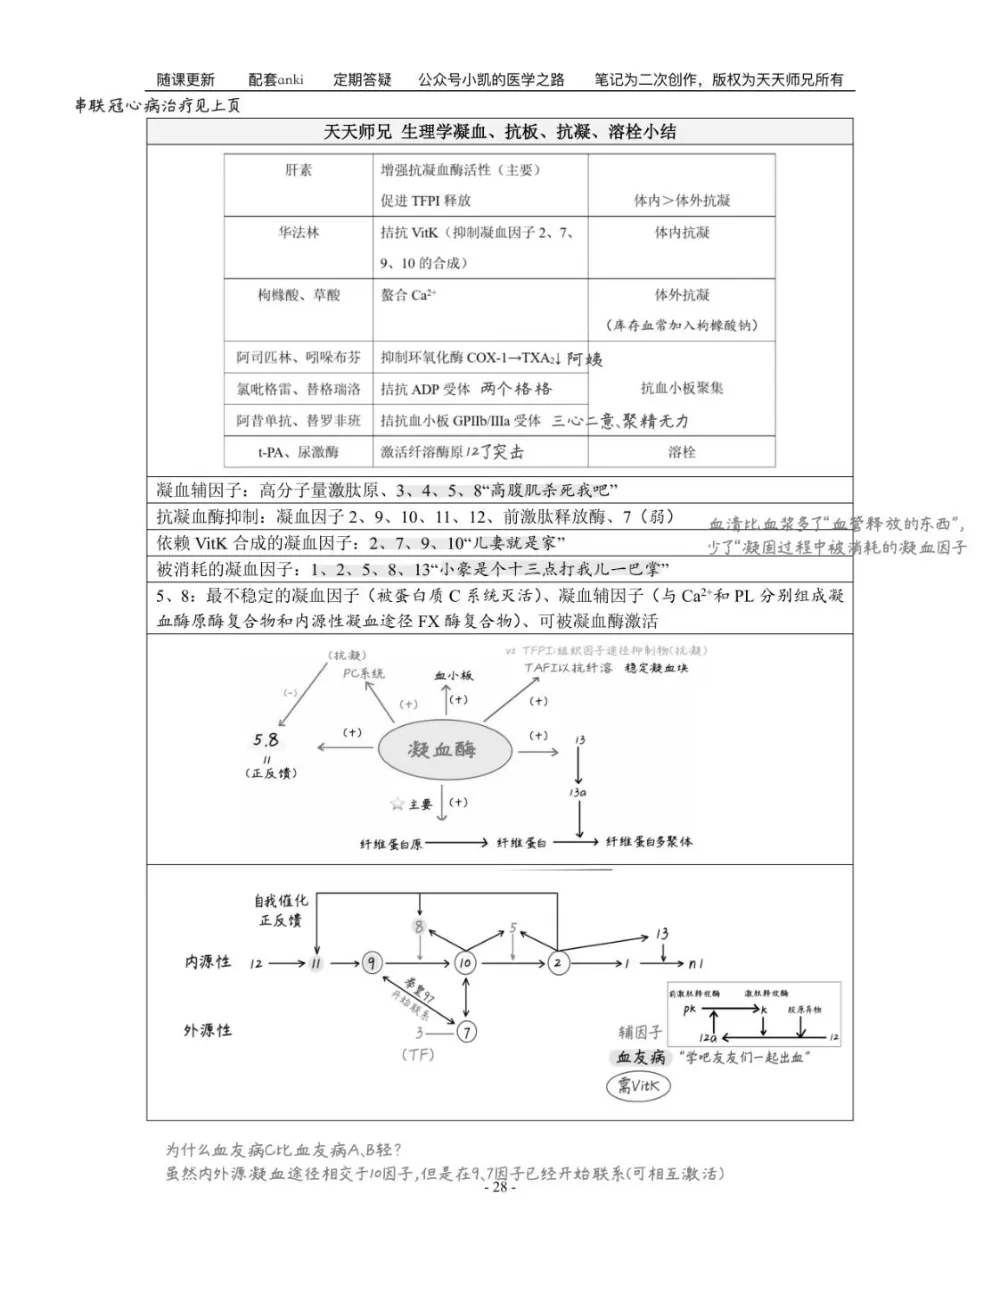 随课更新 配套anki 定期答疑 公众号小凯的医学之路 笔记为二次创作，版权为天天师兄所有
串联冠心病治疗见上页
天天师兄 生理学凝血、抗板、抗凝、溶栓小结
肝素 增强抗凝血酶活性（主要）
促进 TFPI 释放 体内＞体外抗凝
华法林 拮抗 VitK（抑制凝血因子 2、7、 体内抗凝
9、10 的合成）
枸橼酸、草酸 螯合 Ca²⁺ 体外抗凝
（库存血常加入枸橼酸钠）
阿司匹林、吲哚布芬 抑制环氧化酶 COX-1→TXA₂↓ 阿姨
氯吡格雷、替格瑞洛 拮抗 ADP 受体 两个格格 抗血小板聚集
阿昔单抗、替罗非班 拮抗血小板 GPIIb/IIIa 受体 三心二意、聚精无力
t-PA、尿激酶 激活纤溶酶原 12了突击 溶栓
凝血辅因子：高分子量激肽原、3、4、5、8“高腹肌杀死我吧”
抗凝血酶抑制：凝血因子 2、9、10、11、12、前激肽释放酶、7（弱）
血清比血浆多了“血管释放的东西”，
少了“凝固过程中被消耗的凝血因子
依赖 VitK 合成的凝血因子：2、7、9、10“儿妻就是家”
被消耗的凝血因子：1、2、5、8、13“小豪是个十三点打我儿一巴掌”
5、8：最不稳定的凝血因子（被蛋白质 C 系统灭活）、凝血辅因子（与 Ca²⁺和 PL 分别组成凝
血酶原酶复合物和内源性凝血途径 FX 酶复合物）、可被凝血酶激活
(抗凝)
PC系统
血小板
vs TFPI:组织因子途径抑制物(抗凝)
TAFI以抗纤溶 稳定凝血块
(-)
(+) (+) (+)
5.8
11
(正反馈)
(+)
凝血酶
(+)
13
13a
☆主要 (+)
纤维蛋白原 → 纤维蛋白 → 纤维蛋白多聚体
自我催化
正反馈
8 5 13
内源性 12 → 11 → 9 → 10 → 2 → 1 → n1
秦皇97
开始联系
外源性 3 — 7
(TF)
前激肽释放酶 激肽释放酶
pk → k 胶原异物
12a 12
辅因子
血友病 “学吧友友们一起出血”
需VitK
为什么血友病C比血友病A、B轻？
虽然内外源凝血途径相交于10因子,但是在9、7因子已经开始联系(可相互激活)
- 28 -